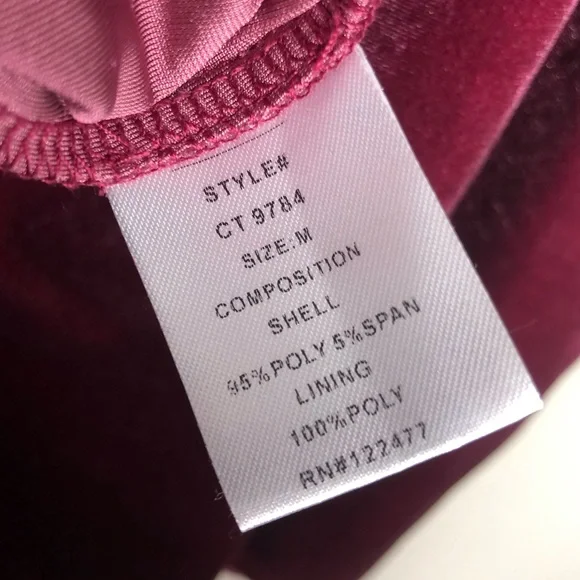 STYLE#
CT 9784
SIZE:M
COMPOSITION
SHELL
95%POLY 5%SPAN
LINING
100%POLY
RN#122477